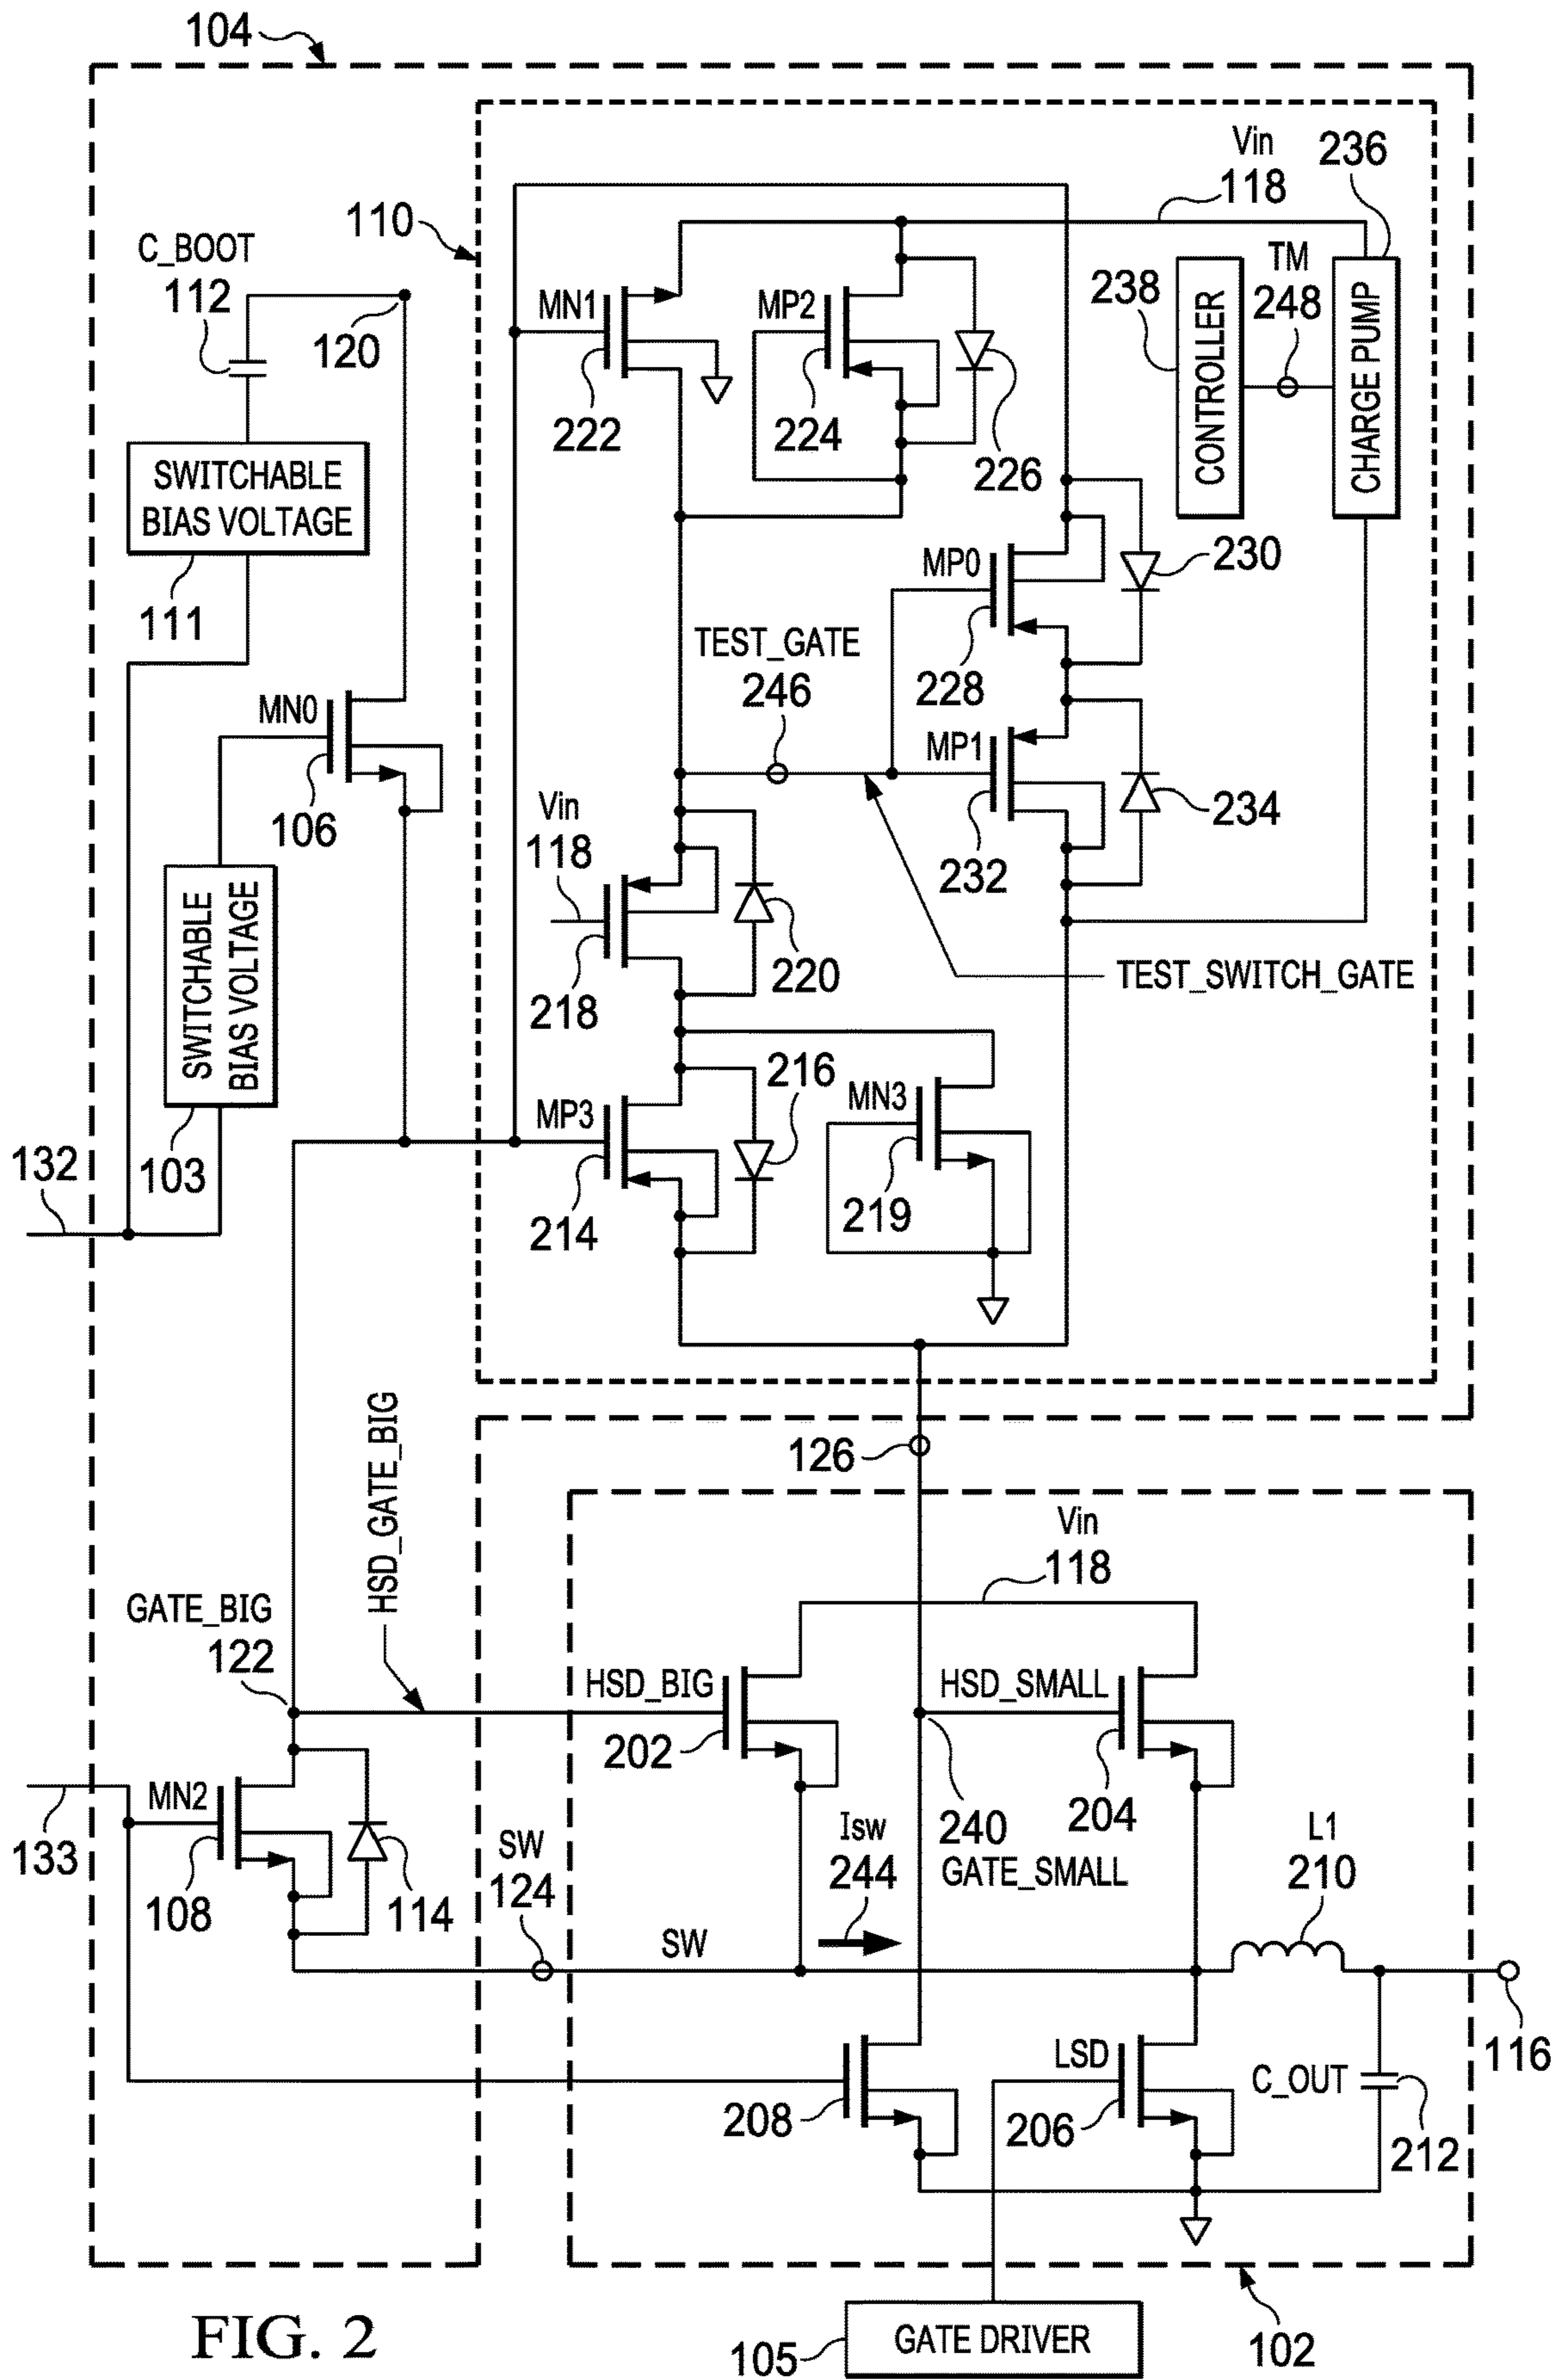 104
Vin
118
236
110
C_BOOT
112
120
MN1
222
MP2
224
226
238
TM
248
CONTROLLER
CHARGE PUMP
SWITCHABLE
BIAS VOLTAGE
111
MP0
228
230
TEST_GATE
246
MN0
106
MP1
232
234
Vin
118
218
220
TEST_SWITCH_GATE
SWITCHABLE
BIAS VOLTAGE
103
132
MP3
214
216
MN3
219
126
HSD_GATE_BIG
Vin
118
GATE_BIG
122
HSD_BIG
202
HSD_SMALL
204
240
GATE_SMALL
133
MN2
108
114
SW
124
SW
Isw
244
L1
210
116
208
LSD
206
C_OUT
212
FIG. 2
105
GATE DRIVER
102